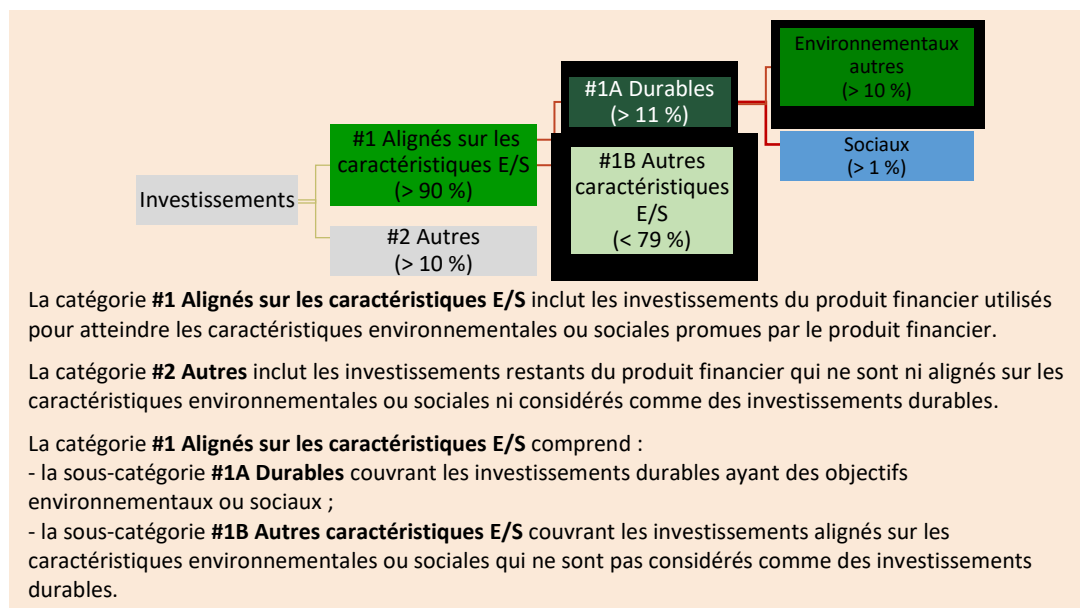 Environnementaux
autres
(> 10 %)
#1A Durables
(> 11 %)
#1 Alignés sur les
caractéristiques E/S
(> 90 %)
Sociaux
(> 1 %)
#1B Autres
caractéristiques
E/S
(< 79 %)
Investissements
#2 Autres
(> 10 %)
La catégorie #1 Alignés sur les caractéristiques E/S inclut les investissements du produit financier utilisés
pour atteindre les caractéristiques environnementales ou sociales promues par le produit financier.
La catégorie #2 Autres inclut les investissements restants du produit financier qui ne sont ni alignés sur les
caractéristiques environnementales ou sociales ni considérés comme des investissements durables.
La catégorie #1 Alignés sur les caractéristiques E/S comprend :
- la sous-catégorie #1A Durables couvrant les investissements durables ayant des objectifs
environnementaux ou sociaux ;
- la sous-catégorie #1B Autres caractéristiques E/S couvrant les investissements alignés sur les
caractéristiques environnementales ou sociales qui ne sont pas considérés comme des investissements
durables.